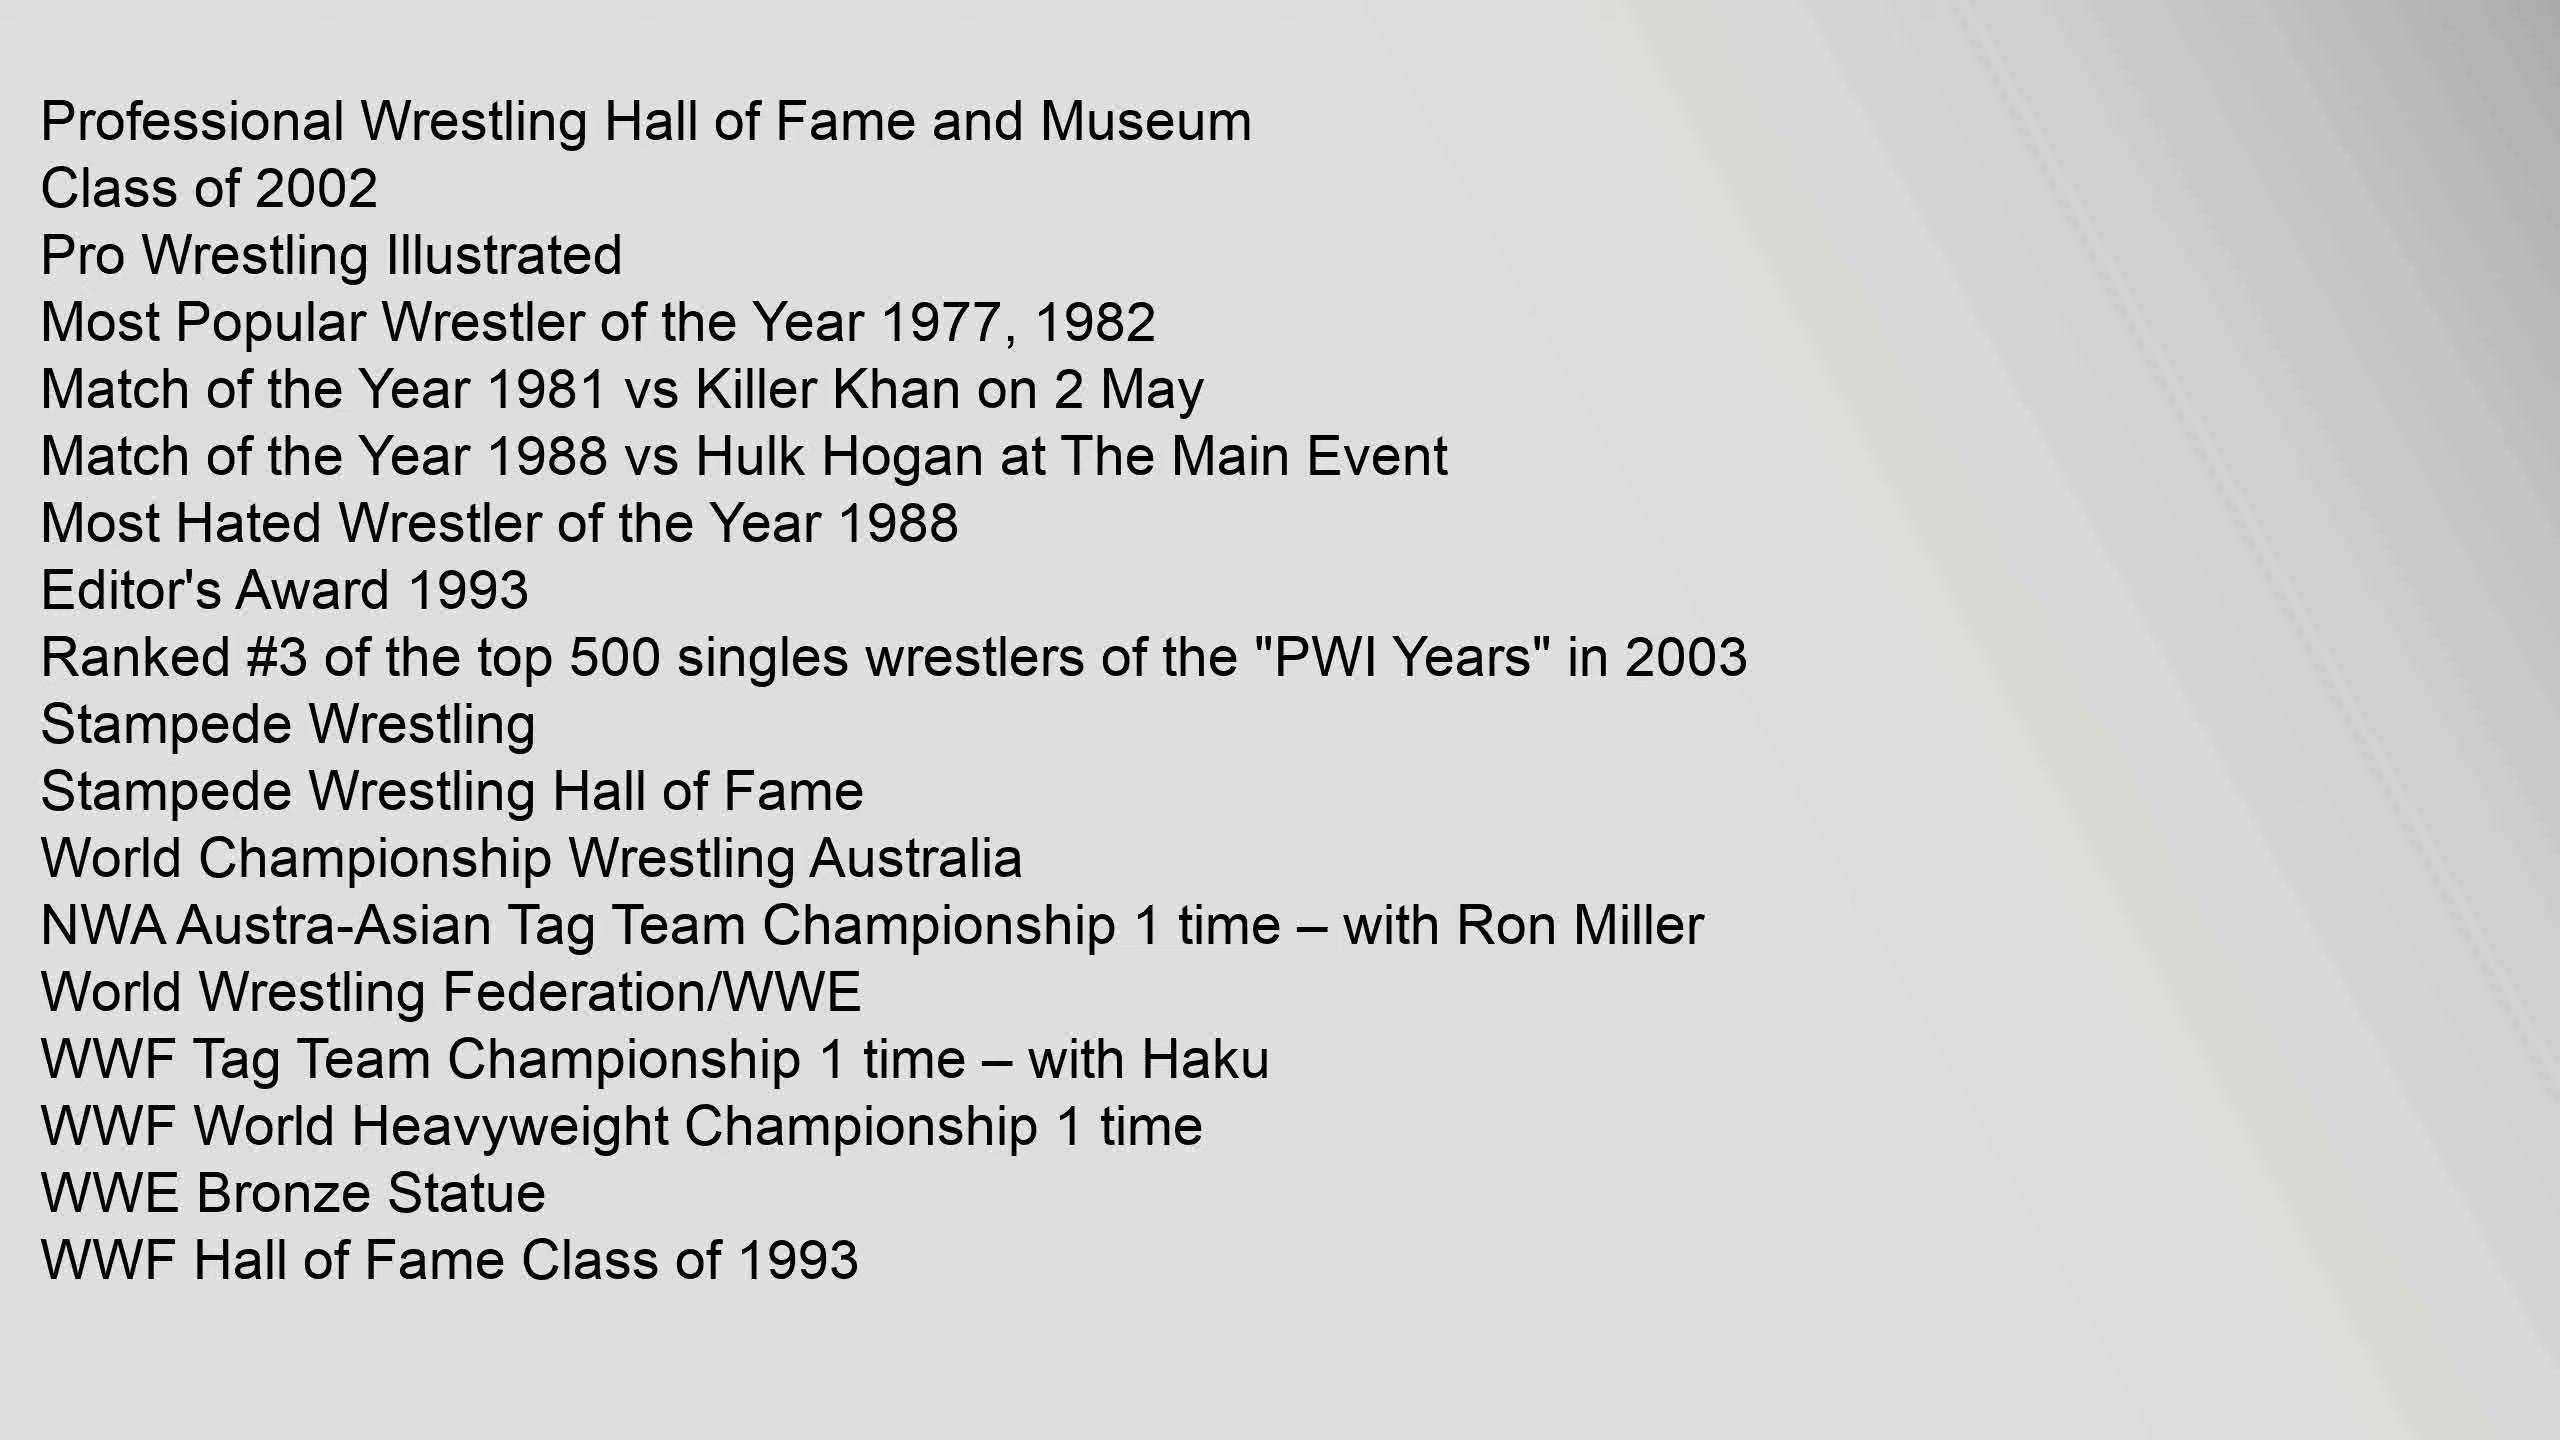 Professional Wrestling Hall of Fame and Museum
Class of 2002
Pro Wrestling Illustrated
Most Popular Wrestler of the Year 1977, 1982
Match of the Year 1981 vs Killer Khan on 2 May
Match of the Year 1988 vs Hulk Hogan at The Main Event
Most Hated Wrestler of the Year 1988
Editor's Award 1993
Ranked #3 of the top 500 singles wrestlers of the "PWI Years" in 2003
Stampede Wrestling
Stampede Wrestling Hall of Fame
World Championship Wrestling Australia
NWA Austra-Asian Tag Team Championship 1 time – with Ron Miller
World Wrestling Federation/WWE
WWF Tag Team Championship 1 time – with Haku
WWF World Heavyweight Championship 1 time
WWE Bronze Statue
WWF Hall of Fame Class of 1993